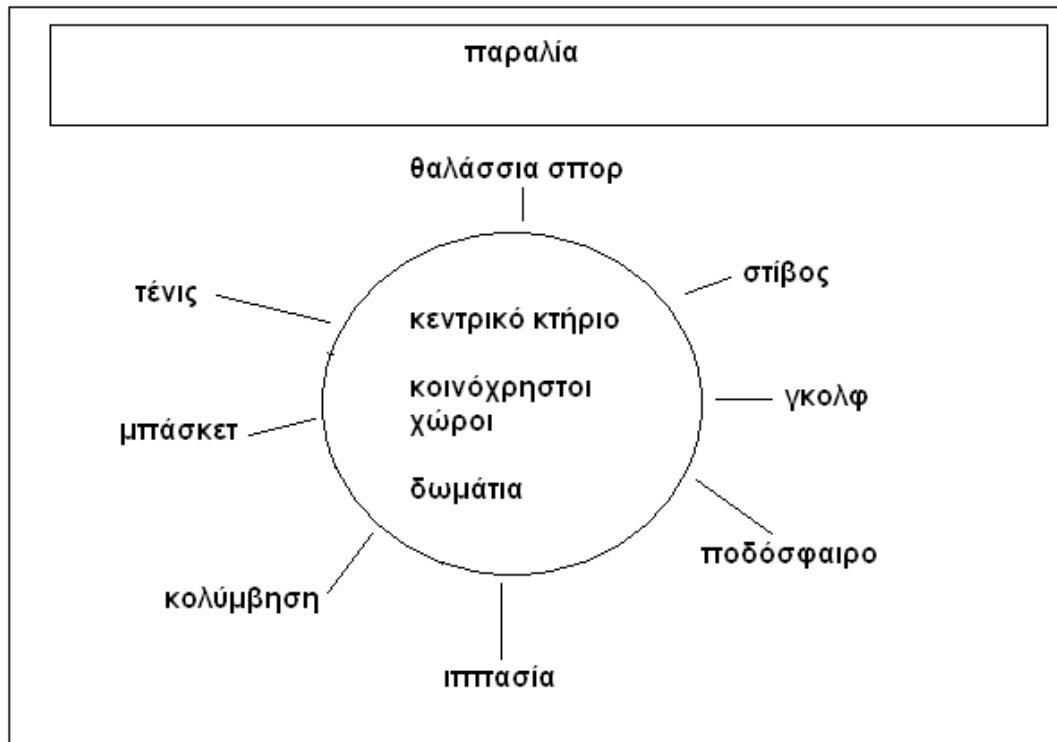 παραλία
θαλάσσια σπορ
στίβος
τένις
κεντρικό κτήριο
κοινόχρηστοι
χώροι
γκολφ
μπάσκετ
δωμάτια
ποδόσφαιρο
κολύμβηση
ιππασία